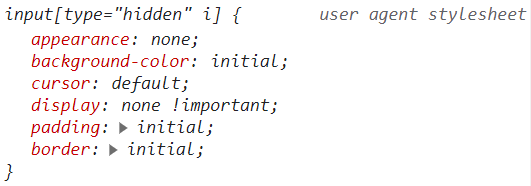 input[type="hidden" i] { user agent stylesheet
appearance: none;
background-color: initial;
cursor: default;
display: none !important;
padding: ▶ initial;
border: ▶ initial;
}